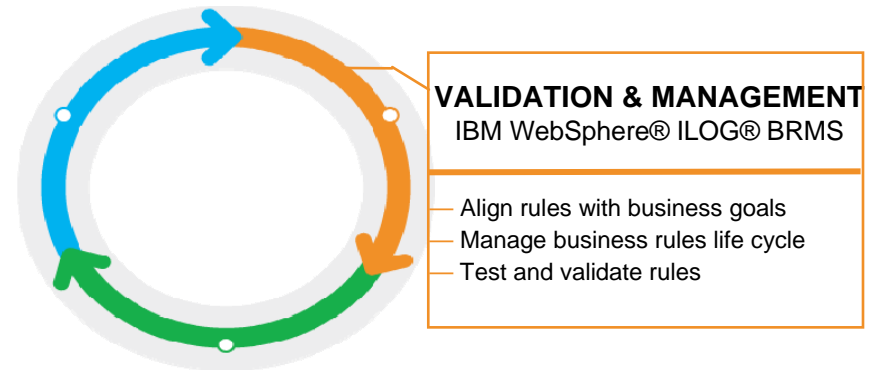 VALIDATION & MANAGEMENT
IBM WebSphere® ILOG® BRMS
Align rules with business goals
Manage business rules life cycle
Test and validate rules